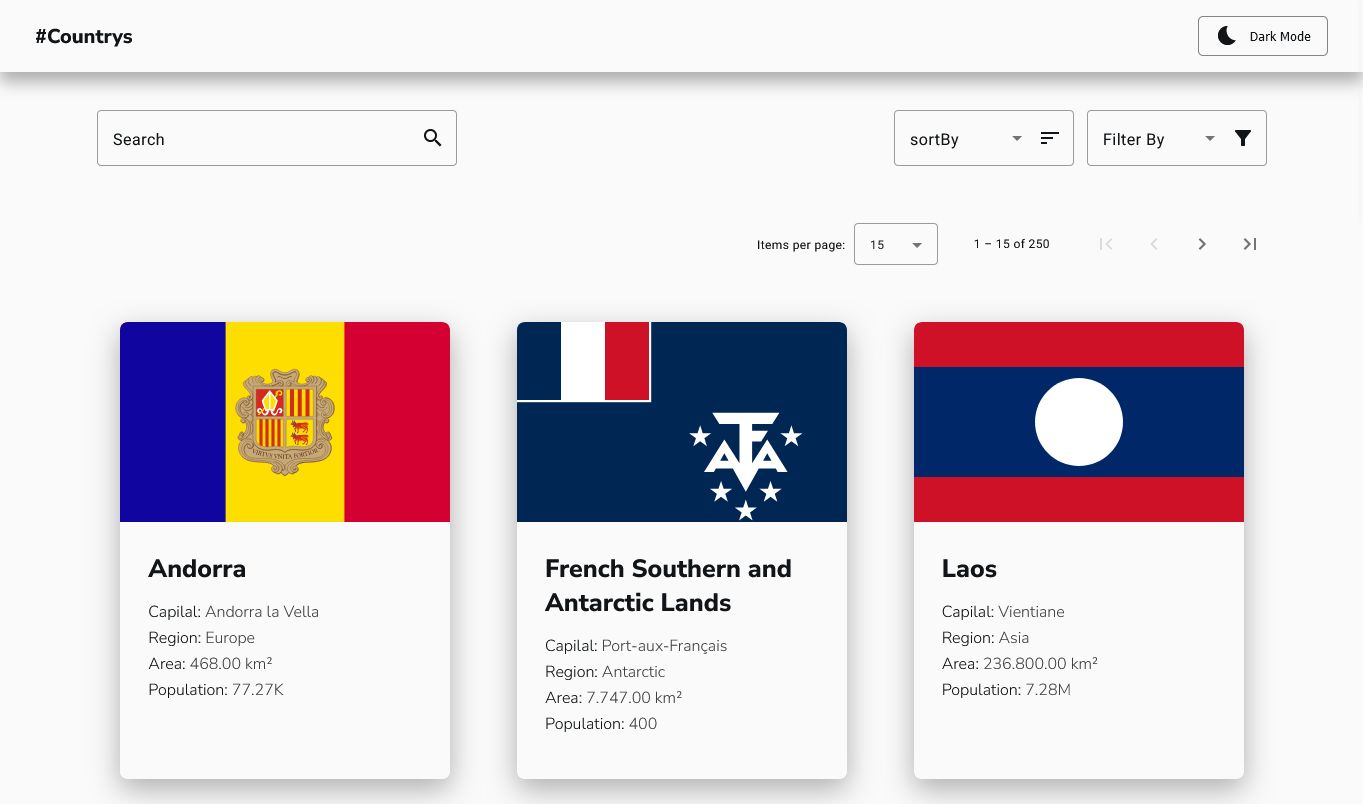 #Countrys
Dark Mode
Search
sortBy
Filter By
Items per page:
15
1 – 15 of 250
VIRTVS VNITA FORTIOR
Andorra
Capilal: Andorra la Vella
Region: Europe
Area: 468.00 km²
Population: 77.27K
French Southern and
Antarctic Lands
Capilal: Port-aux-Français
Region: Antarctic
Area: 7.747.00 km²
Population: 400
Laos
Capilal: Vientiane
Region: Asia
Area: 236.800.00 km²
Population: 7.28M